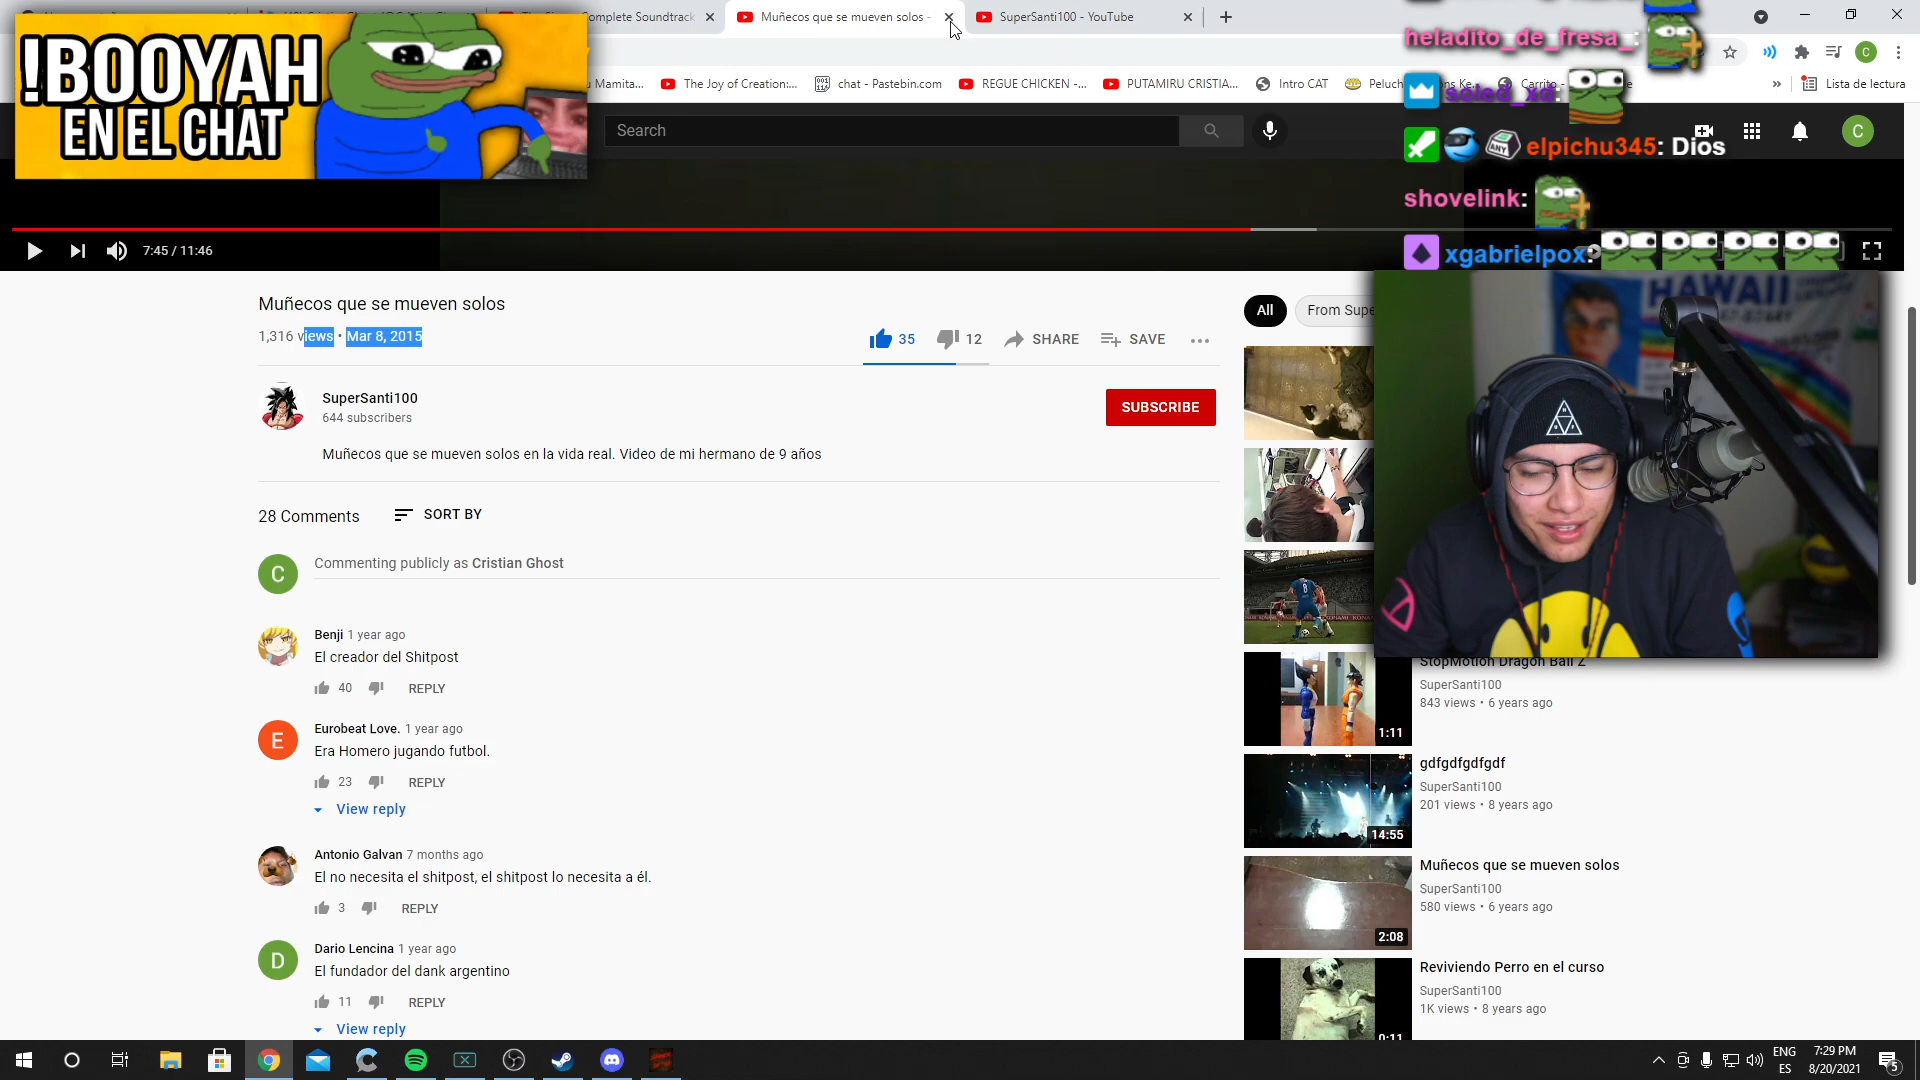 Complete Soundtrack
Muñecos que se mueven solos -
SuperSanti100 - YouTube
!BOOYAH
EN EL CHAT
Mamita...
The Joy of Creation:...
chat - Pastebin.com
REGUE CHICKEN -...
PUTAMIRU CRISTIA...
Intro CAT
Carrito -
Lista de lectura
Search
C
C
heladito_de_fresa_:
soled_xd:
elpichu345: Dios
shovelink:
xgabrielpox:
7:45 / 11:46
Muñecos que se mueven solos
1,316 views • Mar 8, 2015
35
12
SHARE
SAVE
All
From Supe
HAWAII
SuperSanti100
644 subscribers
SUBSCRIBE
Muñecos que se mueven solos en la vida real. Video de mi hermano de 9 años
28 Comments
SORT BY
C
Commenting publicly as Cristian Ghost
Benji 1 year ago
El creador del Shitpost
40
REPLY
E
Eurobeat Love. 1 year ago
Era Homero jugando futbol.
23
REPLY
View reply
Antonio Galvan 7 months ago
El no necesita el shitpost, el shitpost lo necesita a él.
3
REPLY
D
Dario Lencina 1 year ago
El fundador del dank argentino
11
REPLY
View reply
StopMotion Dragon Ball Z
SuperSanti100
843 views • 6 years ago
1:11
gdfgdfgdfgdf
SuperSanti100
201 views • 8 years ago
14:55
Muñecos que se mueven solos
SuperSanti100
580 views • 6 years ago
2:08
Reviviendo Perro en el curso
SuperSanti100
1K views • 8 years ago
0:11
ENG
ES
7:29 PM
8/20/2021
5